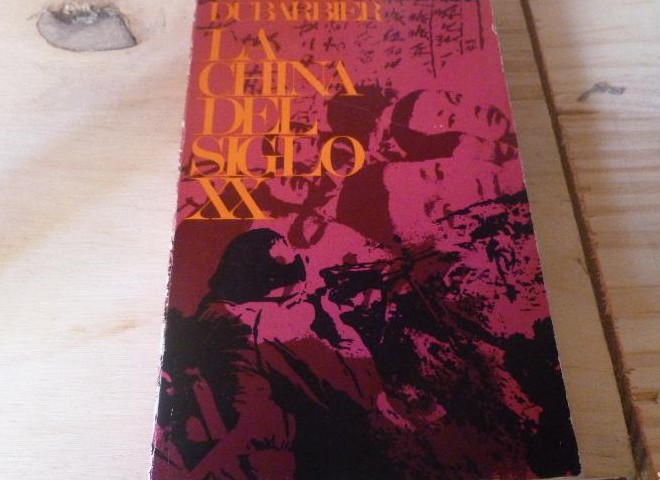 DUBARBIER
LA
CHINA
DEL
SIGLO
XX